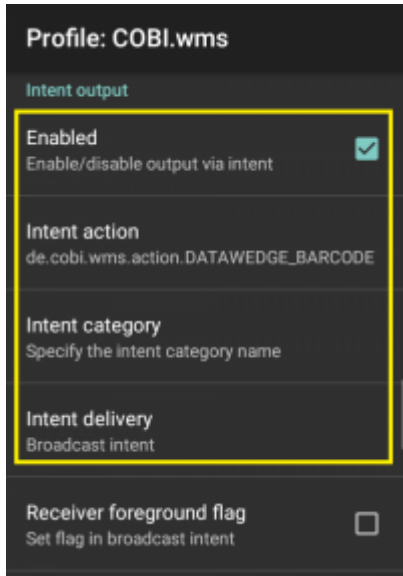 Profile: COBI.wms
Intent output
Enabled
Enable/disable output via intent
Intent action
de.cobi.wms.action.DATAWEDGE_BARCODE
Intent category
Specify the intent category name
Intent delivery
Broadcast intent
Receiver foreground flag
Set flag in broadcast intent